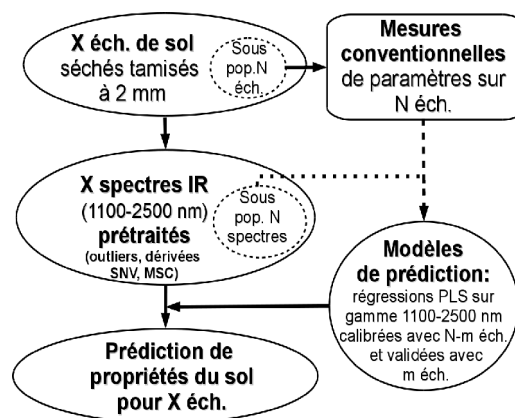 X éch. de sol
séchés tamisés
à 2 mm
Sous
pop.N
éch.
Mesures
conventionnelles
de paramètres sur
N éch.
X spectres IR
(1100-2500 nm)
prétraités
(outliers, dérivées
SNV, MSC)
Sous
pop. N
spectres
Modèles
de prédiction:
régressions PLS sur
gamme 1100-2500 nm
calibrées avec N-m éch.
et validées avec
m éch.
Prédiction de
propriétés du sol
pour X éch.